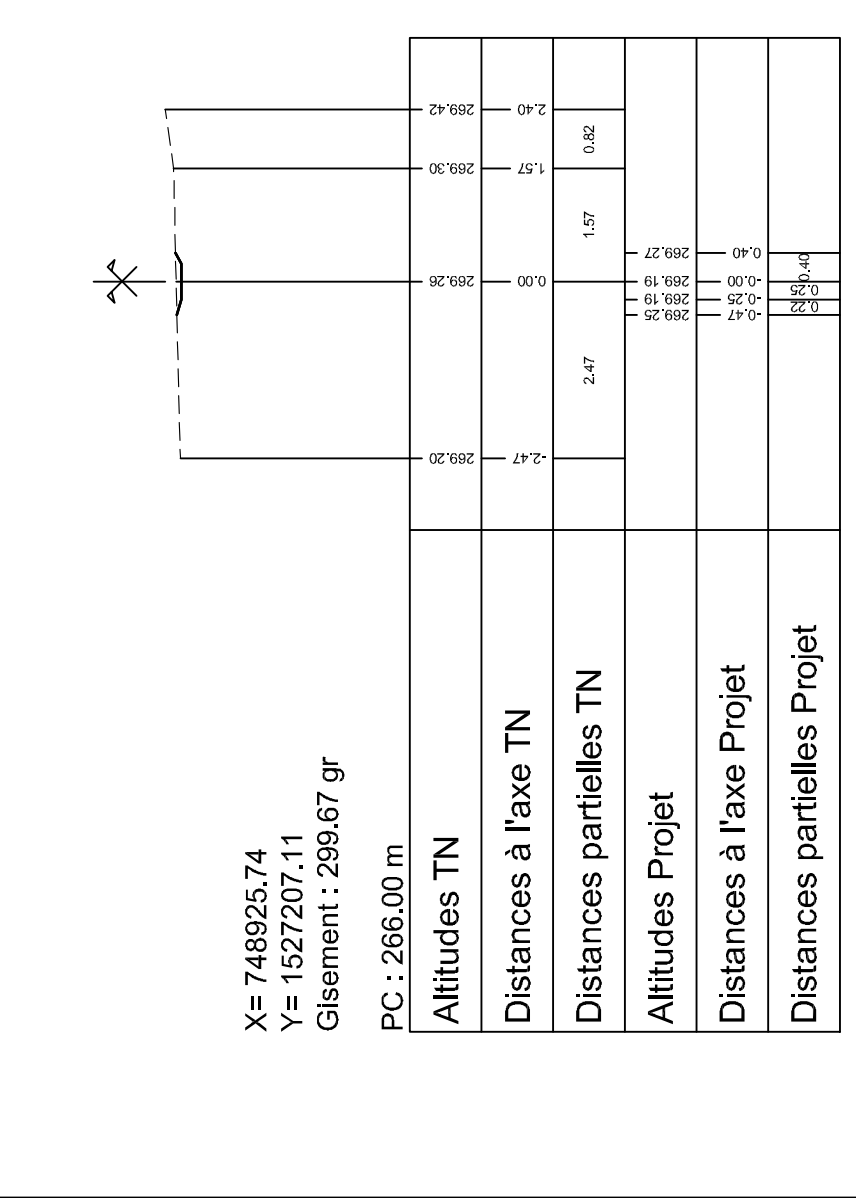 X= 748925.74
Y= 1527207.11
Gisement : 299.67 gr
PC : 266.00 m
Altitudes TN 269.20 269.26 269.30 269.42
Distances à l'axe TN -2.47 0.00 1.57 2.40
Distances partielles TN 2.47 1.57 0.82
Altitudes Projet 269.25 269.19 269.19 269.27
Distances à l'axe Projet -0.47 -0.25 -0.00 0.40
Distances partielles Projet 0.22 0.25 0.40